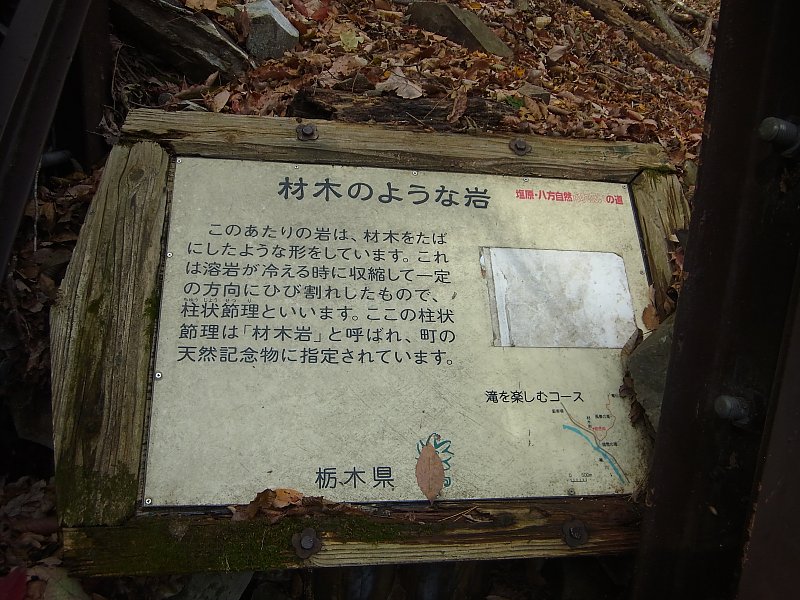 材木のような岩
塩原・八方自然の道
このあたりの岩は、材木をたば
にしたような形をしています。これ
は溶岩が冷える時に収縮して一定
の方向にひび割れしたもので、
柱状節理といいます。ここの柱状
節理は「材木岩」と呼ばれ、町の
天然記念物に指定されています。
滝を楽しむコース
栃木県